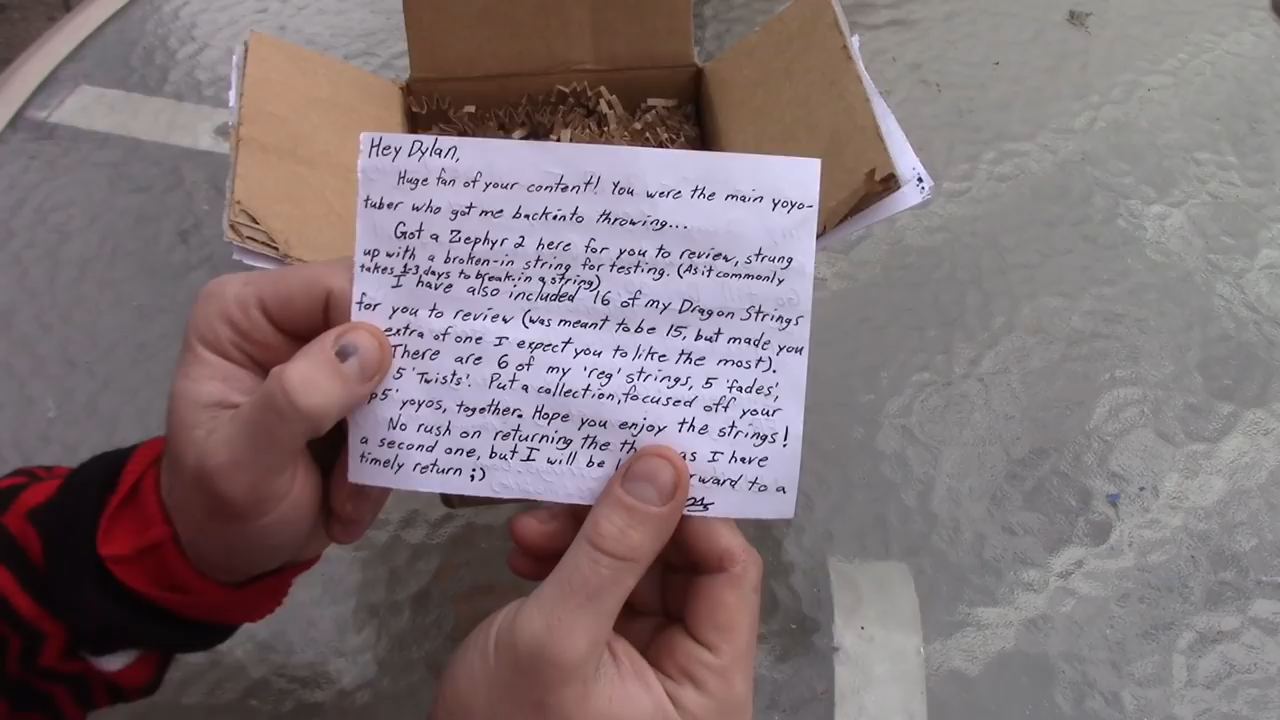 Hey Dylan,
Huge fan of your content! You were the main yoyo-
tuber who got me back into throwing...
Got a Zephyr 2 here for you to review, strung
up with a broken-in string for testing. (As it commonly
takes 1-3 days to break-in a string)
I have also included 16 of my Dragon Strings
for you to review (was meant to be 15, but made you
extra of one I expect you to like the most).
There are 6 of my 'reg' strings, 5 'fades',
5 'Twists'. Put a collection, focused off your
p5' yoyos, together. Hope you enjoy the strings!
No rush on returning the as I have
a second one, but I will be rward to a
timely return ;)